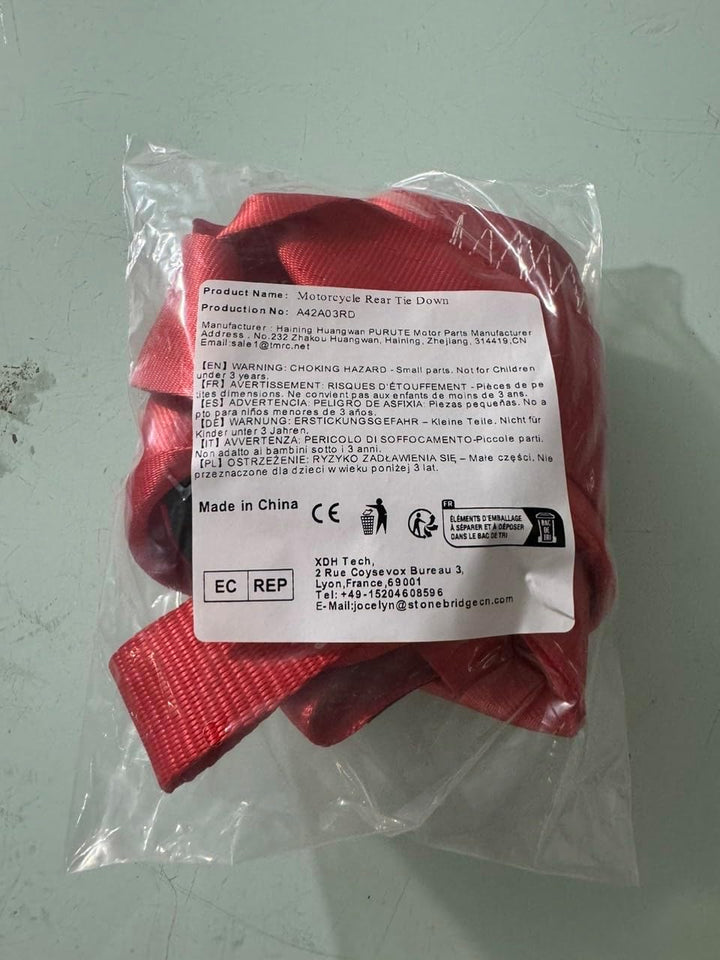 Product Name: Motorcycle Rear Tie Down
Production No: A42A03RD
Manufacturer : Haining Huangwan PURUTE Motor Parts Manufacturer
Address . No.232 Zhakou Huangwan, Haining, Zhejiang. 314419,CN
Email:sale1@tmrc.net
【EN】WARNING: CHOKING HAZARD - Small parts. Not for Children
under 3 years.
【FR】AVERTISSEMENT: RISQUES D'ÉTOUFFEMENT - Pièces de pe
tites dimensions. Ne convient pas aux enfants de moins de 3 ans.
【ES】ADVERTENCIA: PELIGRO DE ASFIXIA: Piezas pequeñas. No a
pto para niños menores de 3 años.
【DE】WARNUNG: ERSTICKUNGSGEFAHR – Kleine Teile. Nicht für
Kinder unter 3 Jahren.
【IT】AVVERTENZA: PERICOLO DI SOFFOCAMENTO-Piccole parti.
Non adatto ai bambini sotto i 3 anni.
【PL】OSTRZEŻENIE: RYZYKO ZADŁAWIENIA SIĘ – Małe części. Nie
przeznaczone dla dzieci w wieku poniżej 3 lat.
Made in China
CE
FR
ÉLÉMENTS D'EMBALLAGE
À SÉPARER ET À DÉPOSER
DANS LE BAC DE TRI
BAC
DE
TRI
EC REP
XDH Tech,
2 Rue Coysevox Bureau 3,
Lyon,France,69001
Tel: +49-15204608596
E-Mail:jocelyn@stonebridgecn.com